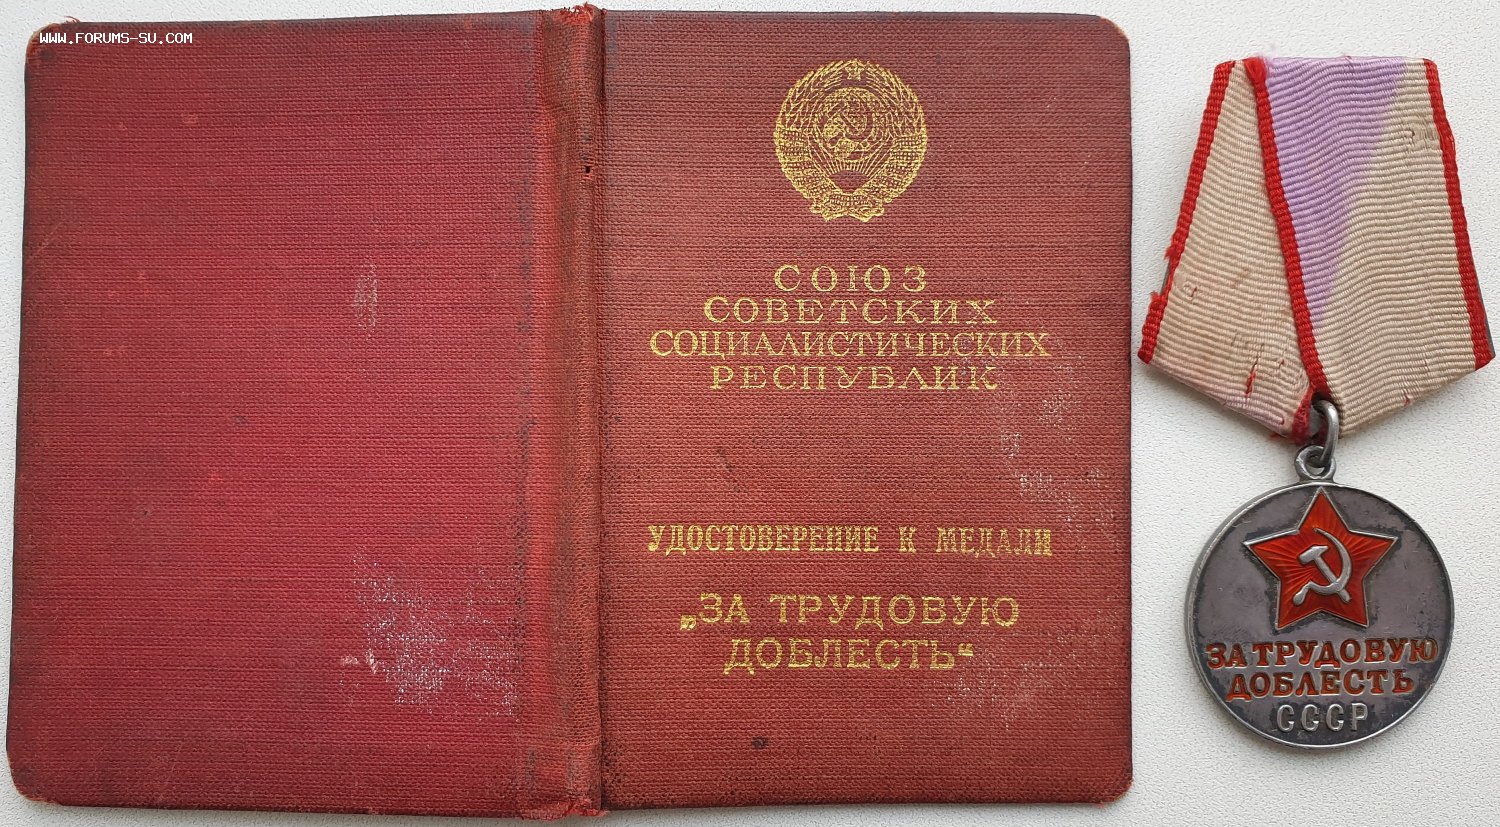 WWW.FORUMS-SU.COM
СОЮЗ
СОВЕТСКИХ
СОЦИАЛИСТИЧЕСКИХ
РЕСПУБЛИК
УДОСТОВЕРЕНИЕ К МЕДАЛИ
„ЗА ТРУДОВУЮ
ДОБЛЕСТЬ“
ЗА ТРУДОВУЮ
ДОБЛЕСТЬ
СССР